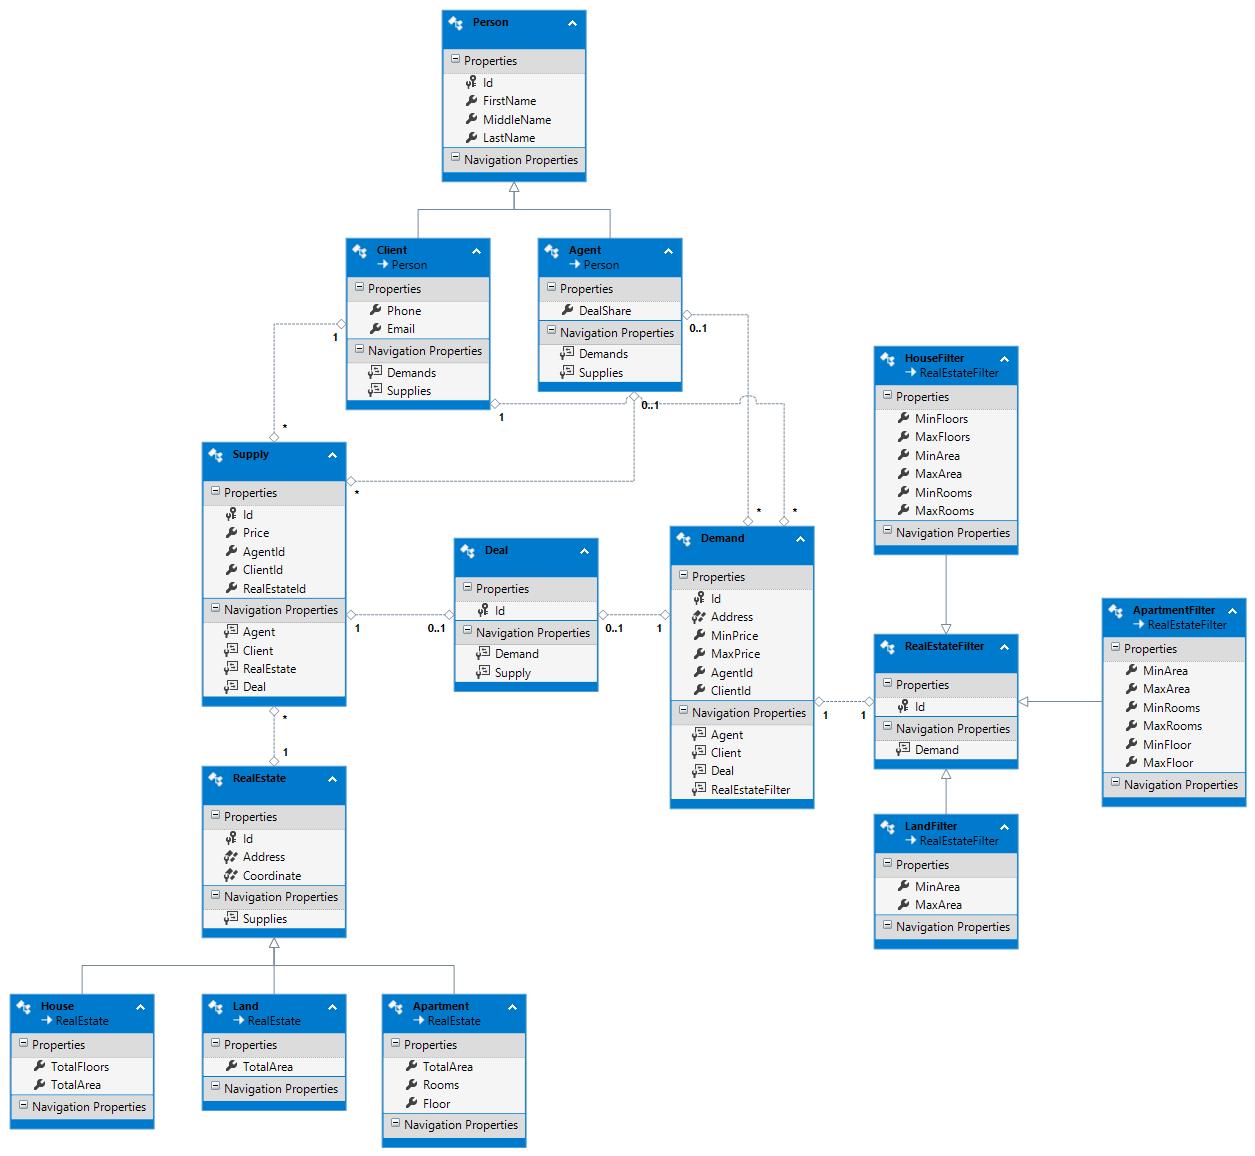 Person
Properties
Id
FirstName
MiddleName
LastName
Navigation Properties
Client
Person
Properties
Phone
Email
Navigation Properties
Demands
Supplies
Agent
Person
Properties
DealShare
Navigation Properties
Demands
Supplies
1
0..1
1
0..1
*
*
*
*
HouseFilter
RealEstateFilter
Properties
MinFloors
MaxFloors
MinArea
MaxArea
MinRooms
MaxRooms
Navigation Properties
Supply
Properties
Id
Price
AgentId
ClientId
RealEstateId
Navigation Properties
Agent
Client
RealEstate
Deal
1
0..1
Deal
Properties
Id
Navigation Properties
Demand
Supply
0..1
1
Demand
Properties
Id
Address
MinPrice
MaxPrice
AgentId
ClientId
Navigation Properties
Agent
Client
Deal
RealEstateFilter
1
1
RealEstateFilter
Properties
Id
Navigation Properties
Demand
ApartmentFilter
RealEstateFilter
Properties
MinArea
MaxArea
MinRooms
MaxRooms
MinFloor
MaxFloor
Navigation Properties
*
1
RealEstate
Properties
Id
Address
Coordinate
Navigation Properties
Supplies
LandFilter
RealEstateFilter
Properties
MinArea
MaxArea
Navigation Properties
House
RealEstate
Properties
TotalFloors
TotalArea
Navigation Properties
Land
RealEstate
Properties
TotalArea
Navigation Properties
Apartment
RealEstate
Properties
TotalArea
Rooms
Floor
Navigation Properties